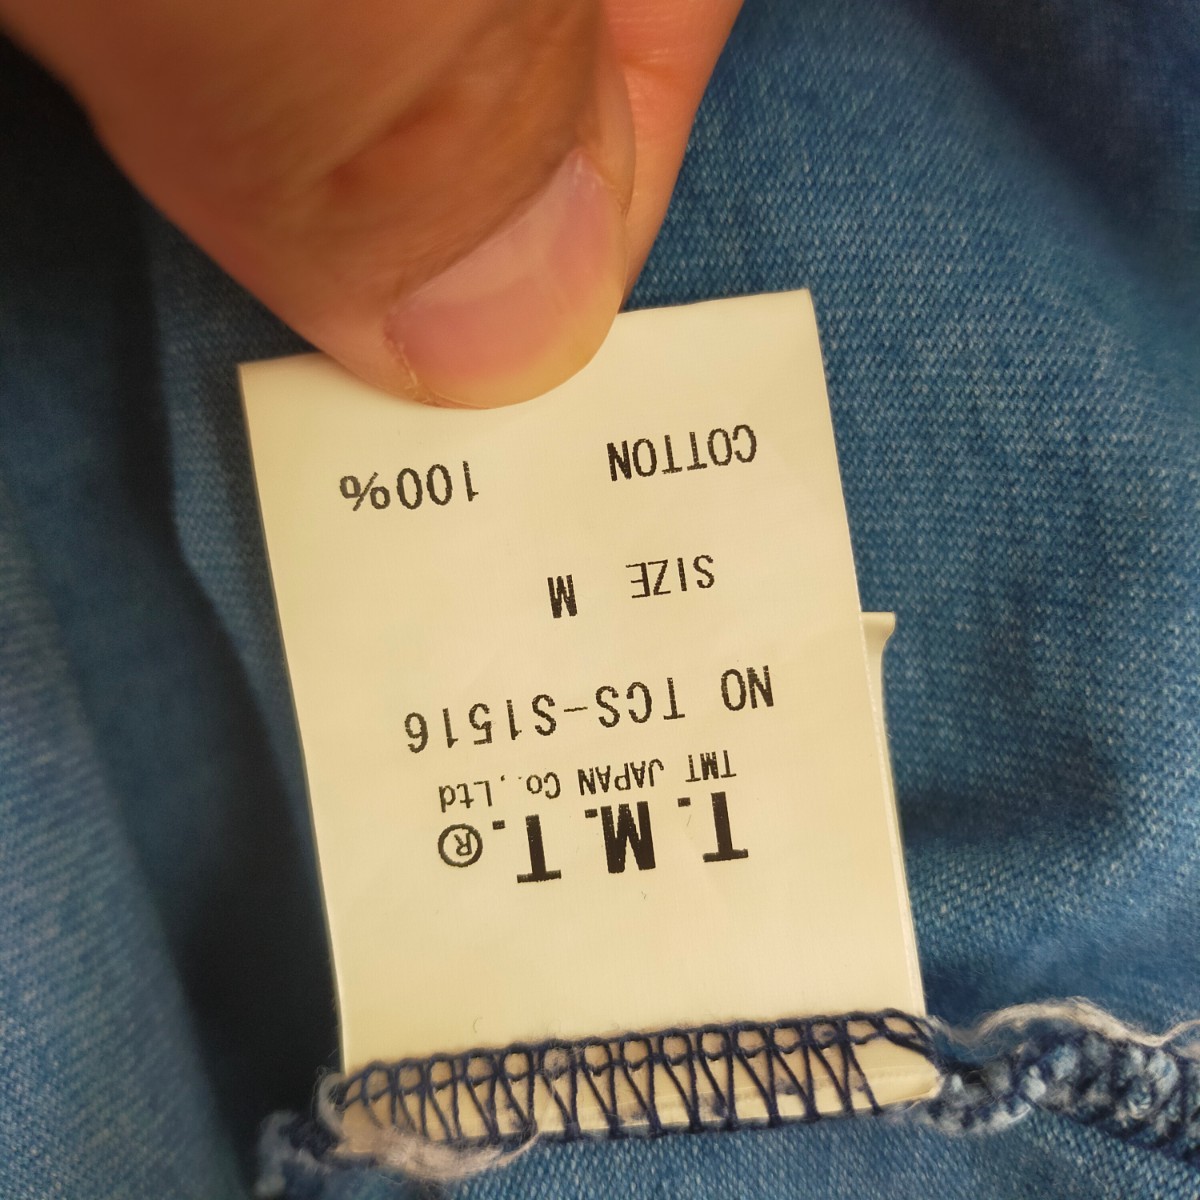 T.M.T.®
TMT JAPAN Co.,Ltd
NO TCS-S1516
SIZE M
COTTON 100%